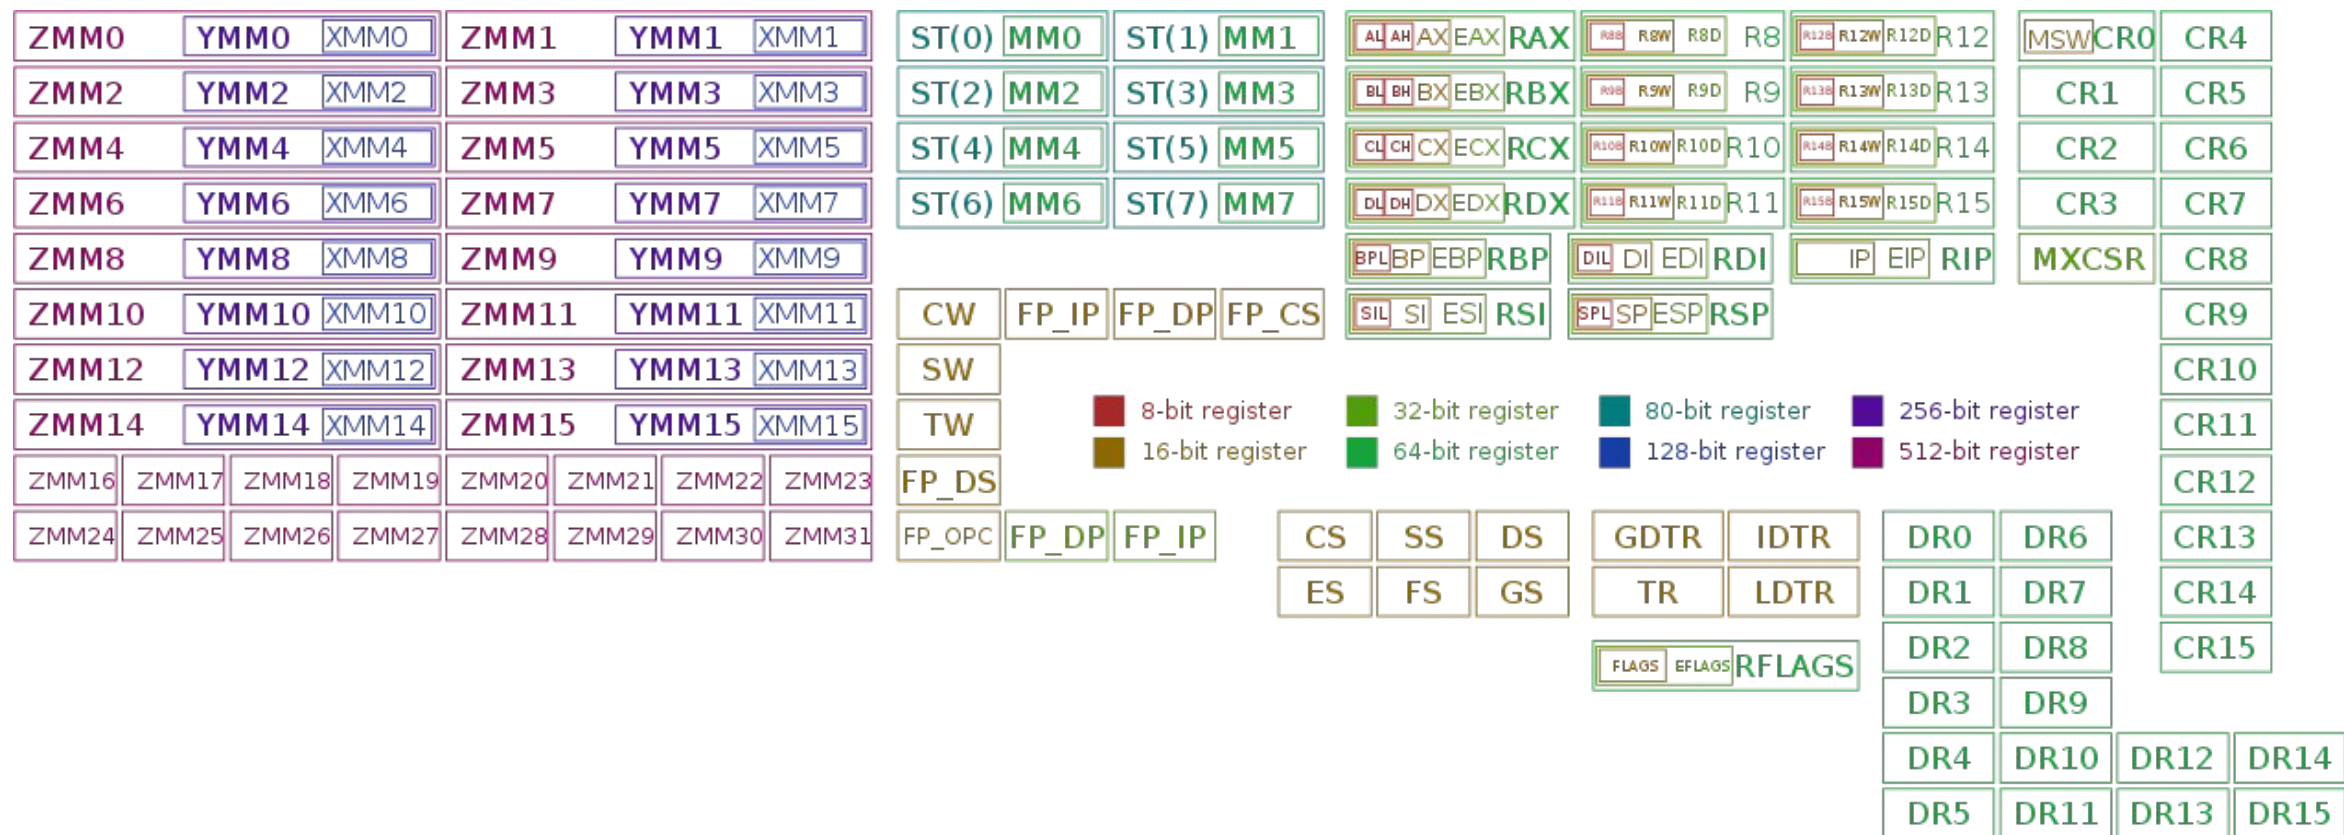 ZMM0 YMM0 XMM0 ZMM1 YMM1 XMM1 ST(0) MM0 ST(1) MM1 AL AH AX EAX RAX R8B R8W R8D R8 R12B R12W R12D R12 MSW CR0 CR4
ZMM2 YMM2 XMM2 ZMM3 YMM3 XMM3 ST(2) MM2 ST(3) MM3 BL BH BX EBX RBX R9B R9W R9D R9 R13B R13W R13D R13 CR1 CR5
ZMM4 YMM4 XMM4 ZMM5 YMM5 XMM5 ST(4) MM4 ST(5) MM5 CL CH CX ECX RCX R10B R10W R10D R10 R14B R14W R14D R14 CR2 CR6
ZMM6 YMM6 XMM6 ZMM7 YMM7 XMM7 ST(6) MM6 ST(7) MM7 DL DH DX EDX RDX R11B R11W R11D R11 R15B R15W R15D R15 CR3 CR7
ZMM8 YMM8 XMM8 ZMM9 YMM9 XMM9 BPL BP EBP RBP DIL DI EDI RDI IP EIP RIP MXCSR CR8
ZMM10 YMM10 XMM10 ZMM11 YMM11 XMM11 CW FP_IP FP_DP FP_CS SIL SI ESI RSI SPL SP ESP RSP CR9
ZMM12 YMM12 XMM12 ZMM13 YMM13 XMM13 SW CR10
ZMM14 YMM14 XMM14 ZMM15 YMM15 XMM15 TW 8-bit register 32-bit register 80-bit register 256-bit register CR11
16-bit register 64-bit register 128-bit register 512-bit register
ZMM16 ZMM17 ZMM18 ZMM19 ZMM20 ZMM21 ZMM22 ZMM23 FP_DS CR12
ZMM24 ZMM25 ZMM26 ZMM27 ZMM28 ZMM29 ZMM30 ZMM31 FP_OPC FP_DP FP_IP CS SS DS GDTR IDTR DR0 DR6 CR13
ES FS GS TR LDTR DR1 DR7 CR14
DR2 DR8 CR15
FLAGS EFLAGS RFLAGS
DR3 DR9
DR4 DR10 DR12 DR14
DR5 DR11 DR13 DR15